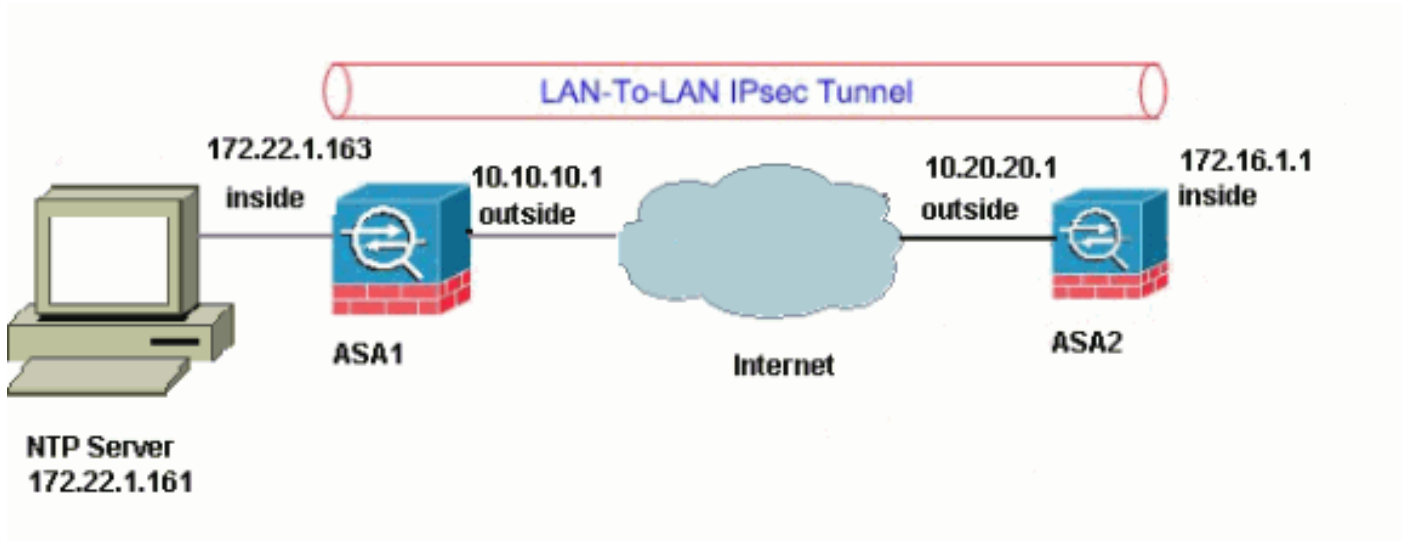 LAN-To-LAN IPsec Tunnel
172.22.1.163
inside
10.10.10.1
outside
10.20.20.1
outside
172.16.1.1
inside
ASA1
Internet
ASA2
NTP Server
172.22.1.161